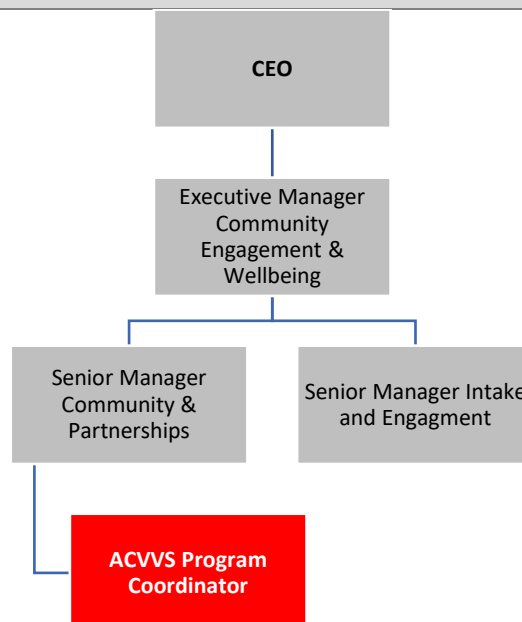 CEO
Executive Manager
Community
Engagement &
Wellbeing
Senior Manager
Community &
Partnerships
Senior Manager Intake
and Engagment
ACVVS Program
Coordinator